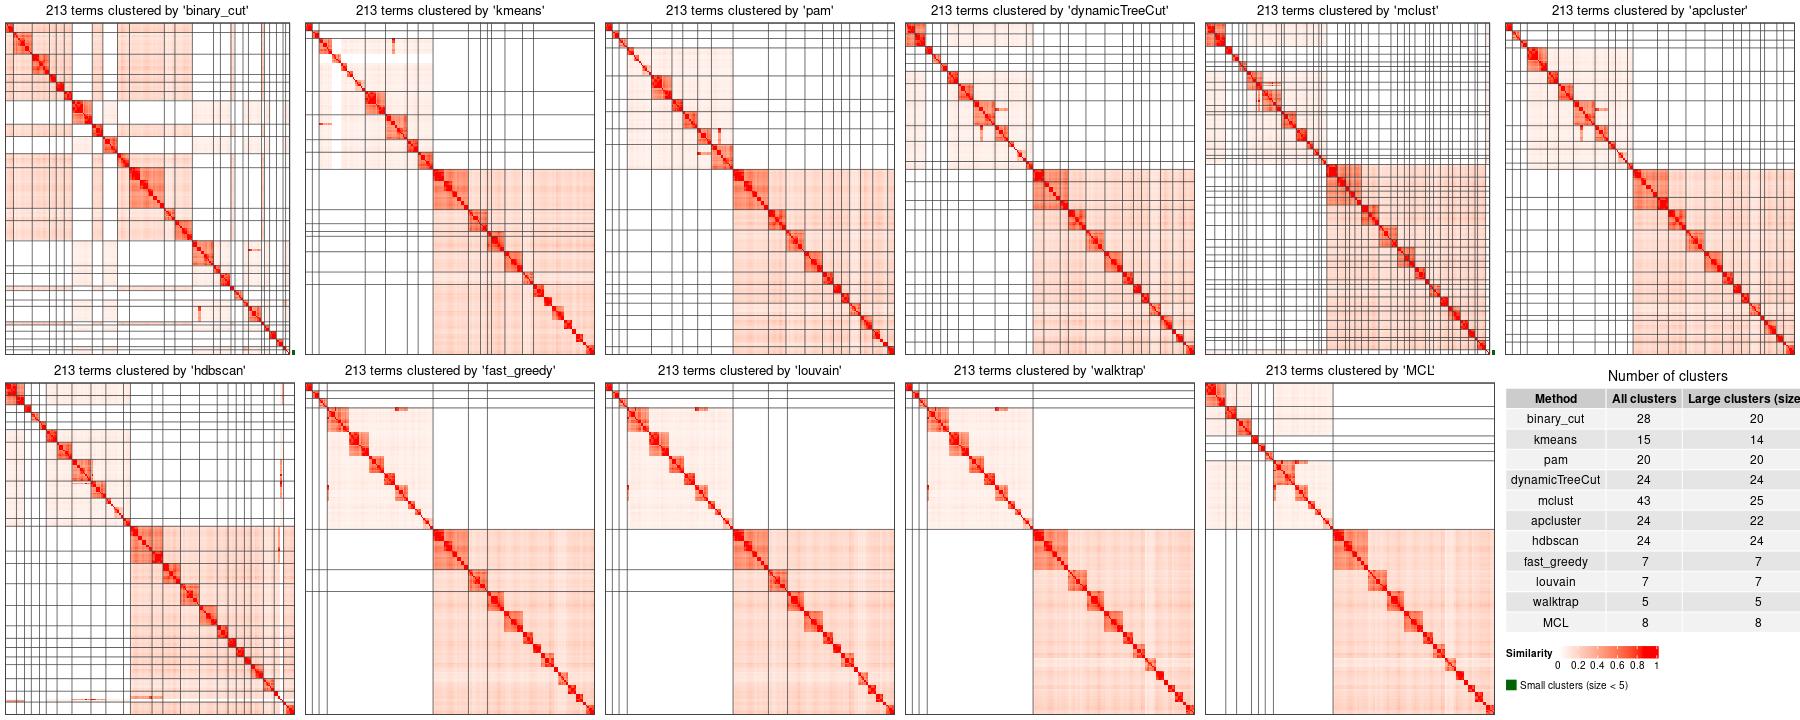 213 terms clustered by 'binary_cut'
213 terms clustered by 'kmeans'
213 terms clustered by 'pam'
213 terms clustered by 'dynamicTreeCut'
213 terms clustered by 'mclust'
213 terms clustered by 'apcluster'
213 terms clustered by 'hdbscan'
213 terms clustered by 'fast_greedy'
213 terms clustered by 'louvain'
213 terms clustered by 'walktrap'
213 terms clustered by 'MCL'
Number of clusters
Method All clusters Large clusters (size
binary_cut 28 20
kmeans 15 14
pam 20 20
dynamicTreeCut 24 24
mclust 43 25
apcluster 24 22
hdbscan 24 24
fast_greedy 7 7
louvain 7 7
walktrap 5 5
MCL 8 8
Similarity
0 0.2 0.4 0.6 0.8 1
Small clusters (size < 5)